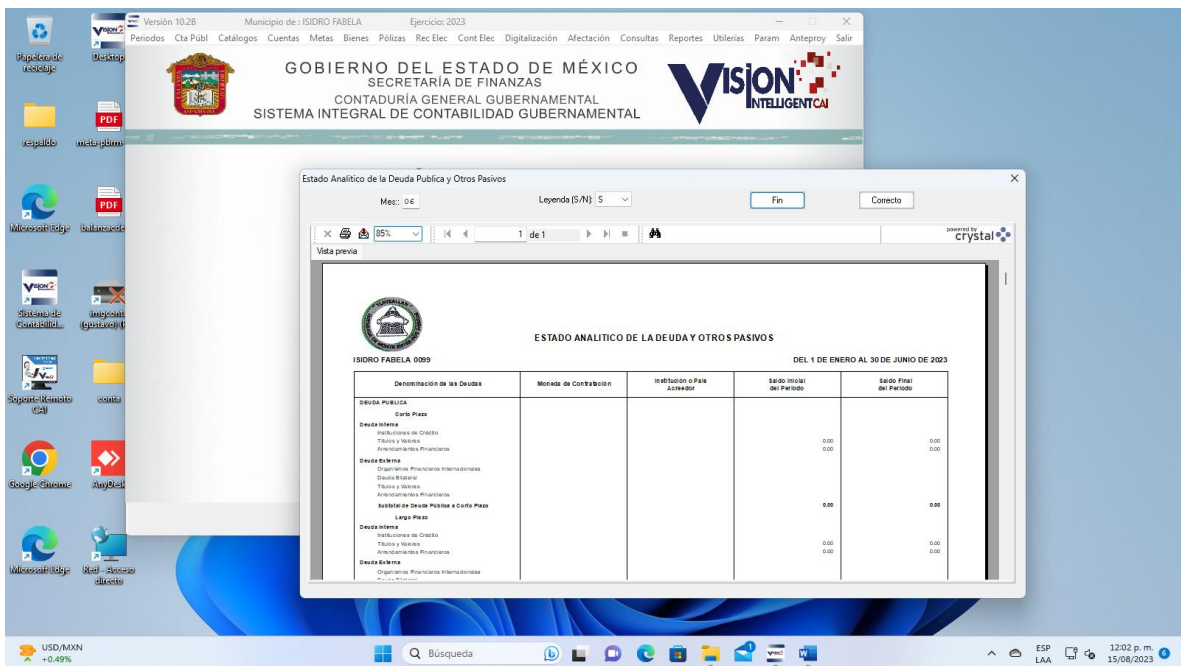 Papelera de
reciclaje
Desktop
respaldo
PDF
Microsoft Edge
PDF
Sistema de
Contabilid...
Soporte Remoto
CAI
conta
Google Chrome
AnyDesk
Microsoft Edge
Red - Acceso
directo
Versión 10.2B Municipio de : ISIDRO FABELA Ejercicio: 2023
Periodos Cta Públ Catálogos Cuentas Metas Bienes Pólizas Rec Elec Cont Elec Digitalización Afectación Consultas Reportes Utilerías Param Anteproy Salir
GOBIERNO DEL ESTADO DE MÉXICO
SECRETARÍA DE FINANZAS
CONTADURÍA GENERAL GUBERNAMENTAL
SISTEMA INTEGRAL DE CONTABILIDAD GUBERNAMENTAL
VISION
INTELLIGENTCAI
Estado Analitico de la Deuda Publica y Otros Pasivos
Mes:: 06 Leyenda (S/N): S Fin Correcto
85% 1 de 1
powered by
crystal
Vista previa
ESTADO ANALITICO DE LA DEUDA Y OTROS PASIVOS
ISIDRO FABELA 0099 DEL 1 DE ENERO AL 30 DE JUNIO DE 2023
Denominación de las Deudas Moneda de Contratación Institución o País Acreedor Saldo Inicial del Periodo Saldo Final del Periodo
DEUDA PUBLICA
Corto Plazo
Deuda Interna
Instituciones de Crédito
Títulos y Valores 0.00 0.00
Arrendamientos Financieros 0.00 0.00
Deuda Externa
Organismos Financieros Internacionales
Deuda Bilateral
Títulos y Valores
Arrendamientos Financieros
Subtotal de Deuda Pública a Corto Plazo 0.00 0.00
Largo Plazo
Deuda Interna
Instituciones de Crédito
Títulos y Valores 0.00 0.00
Arrendamientos Financieros 0.00 0.00
Deuda Externa
Organismos Financieros Internacionales
USD/MXN
+0.49%
Búsqueda
ESP
LAA
12:02 p. m.
15/08/2023
6